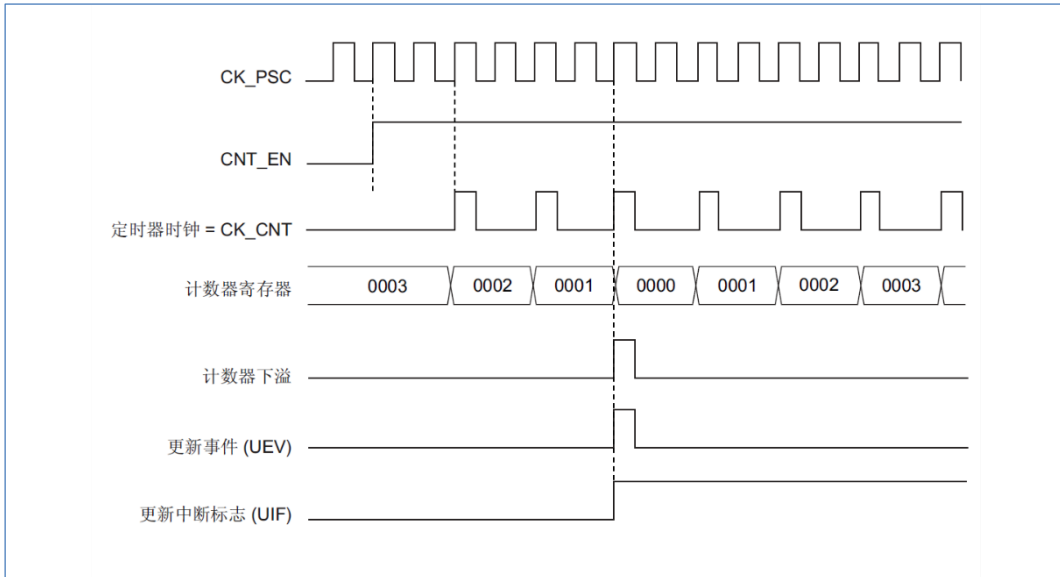 CK_PSC
CNT_EN
定时器时钟 = CK_CNT
计数器寄存器 0003 0002 0001 0000 0001 0002 0003
计数器下溢
更新事件 (UEV)
更新中断标志 (UIF)